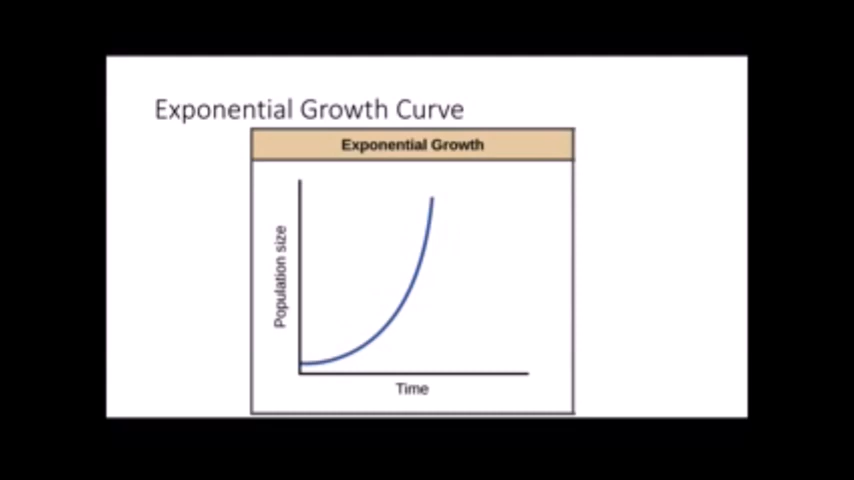 Exponential Growth Curve
Exponential Growth
Population size
Time